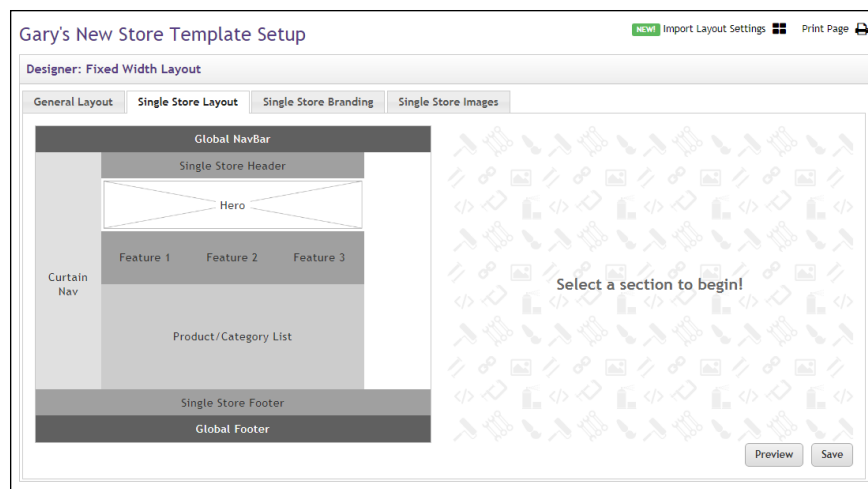 Gary's New Store Template Setup
NEW! Import Layout Settings Print Page
Designer: Fixed Width Layout
General Layout Single Store Layout Single Store Branding Single Store Images
Global NavBar
Single Store Header
Hero
Feature 1 Feature 2 Feature 3
Curtain
Nav
Product/Category List
Single Store Footer
Global Footer
Select a section to begin!
Preview Save